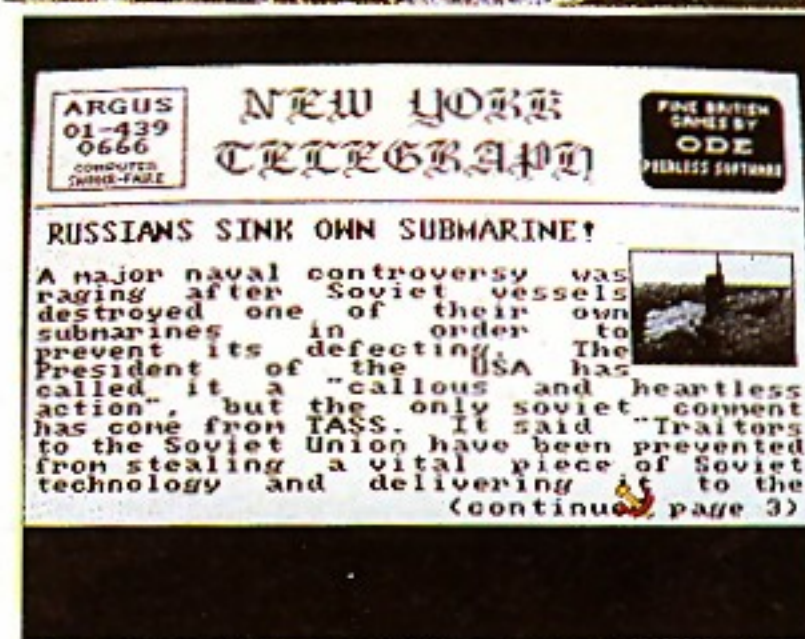 ARGUS
01-439
0666
COMPUTER
SAVOIR-FAIRE
NEW YORK
TELEGRAPH
FINE BRITISH
GAMES BY
ODE
PEERLESS SOFTWARE
RUSSIANS SINK OWN SUBMARINE!
A major naval controversy was
raging after Soviet vessels
destroyed one of their own
submarines in order to
prevent its defecting. The
President of the USA has
called it a "callous and heartless
action", but the only soviet comment
has come from TASS. It said "Traitors
to the Soviet Union have been prevented
from stealing a vital piece of Soviet
technology and delivering it to the
(continued page 3)